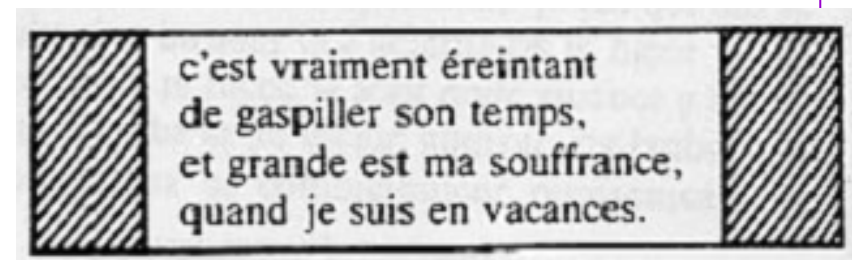 c'est vraiment éreintant
de gaspiller son temps,
et grande est ma souffrance,
quand je suis en vacances.